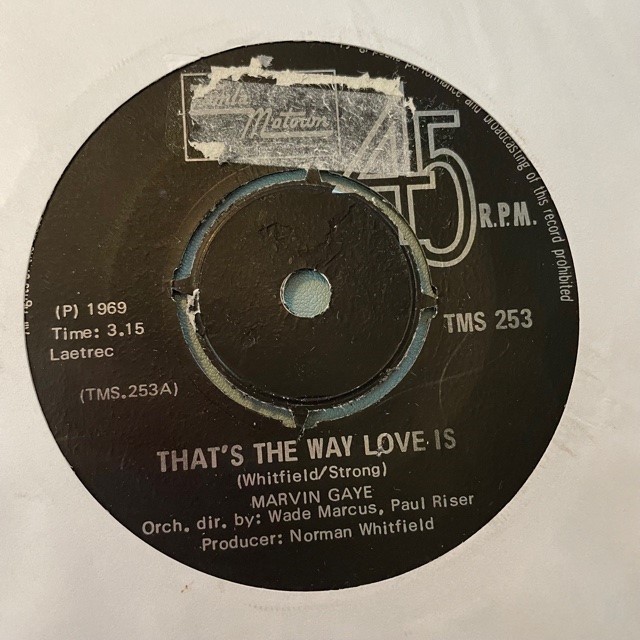 Motown
45
R.P.M.
performance and broadcasting of this record prohibited
(P) 1969
Time: 3.15
Laetrec
TMS 253
(TMS.253A)
THAT'S THE WAY LOVE IS
(Whitfield/Strong)
MARVIN GAYE
Orch. dir. by: Wade Marcus, Paul Riser
Producer: Norman Whitfield